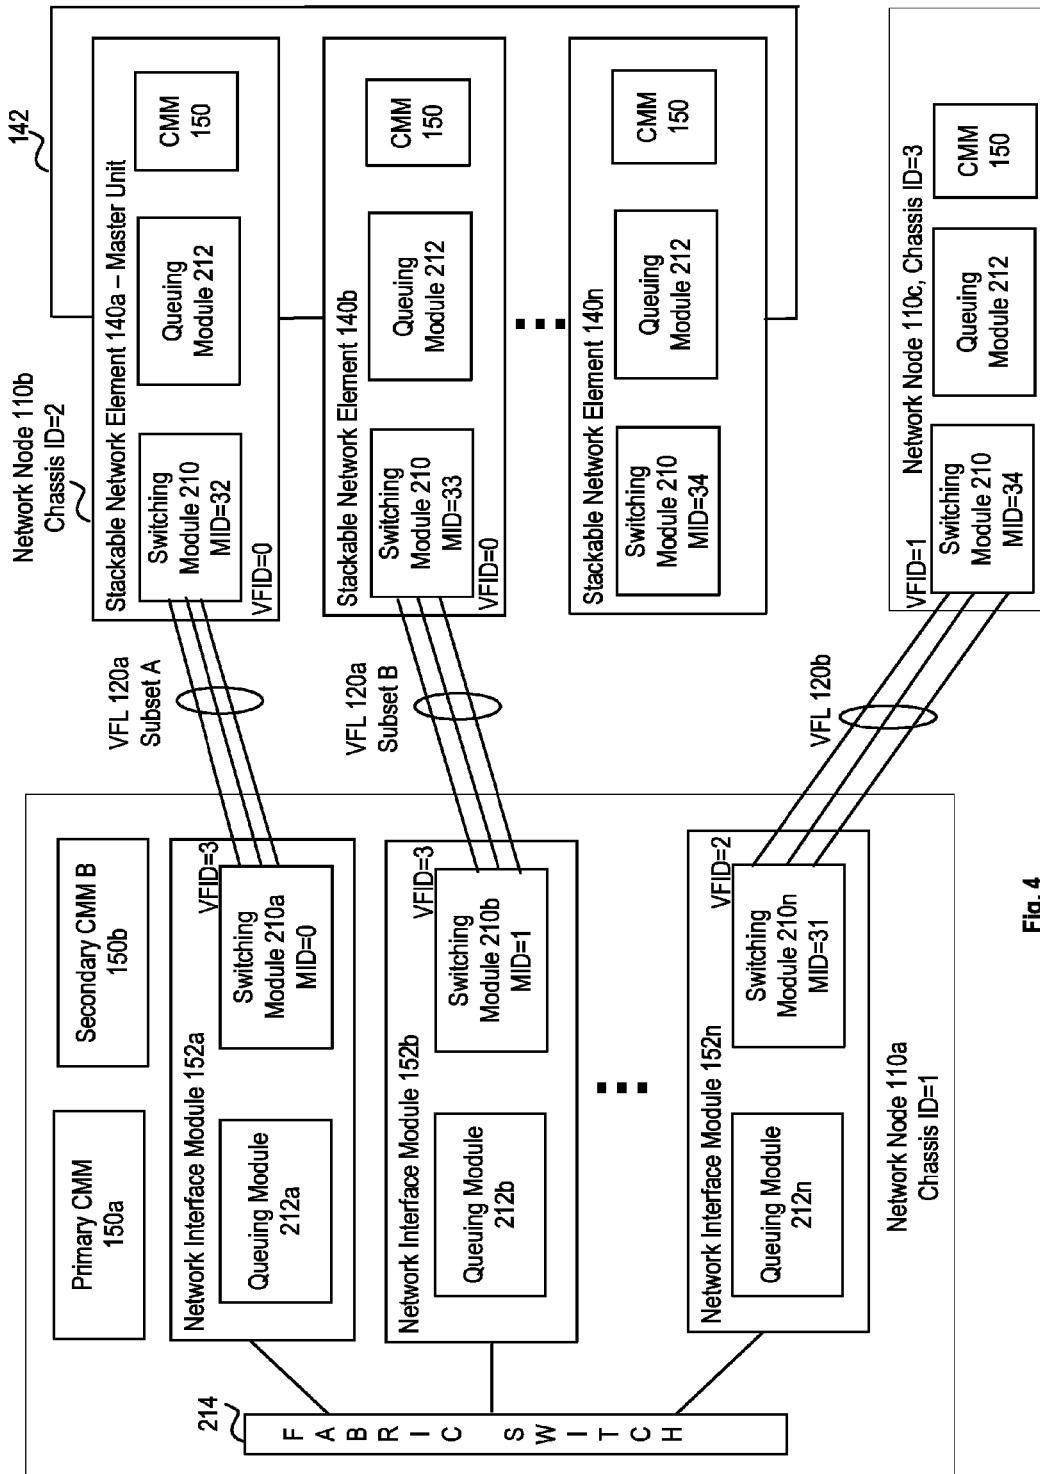 214
F A B R I C S W I T C H
Primary CMM
150a
Secondary CMM B
150b
Network Interface Module 152a
Queuing Module
212a
VFID=3
Switching
Module 210a
MID=0
Network Interface Module 152b
Queuing Module
212b
VFID=3
Switching
Module 210b
MID=1
Network Interface Module 152n
Queuing Module
212n
VFID=2
Switching
Module 210n
MID=31
Network Node 110a
Chassis ID=1
VFL 120a
Subset A
VFL 120a
Subset B
VFL 120b
Network Node 110b
Chassis ID=2
142
Stackable Network Element 140a – Master Unit
Switching
Module 210
MID=32
VFID=0
Queuing
Module 212
CMM
150
Stackable Network Element 140b
Switching
Module 210
MID=33
VFID=0
Queuing
Module 212
CMM
150
Stackable Network Element 140n
Switching
Module 210
MID=34
Queuing
Module 212
CMM
150
Network Node 110c, Chassis ID=3
VFID=1
Switching
Module 210
MID=34
Queuing
Module 212
CMM
150
Fig. 4